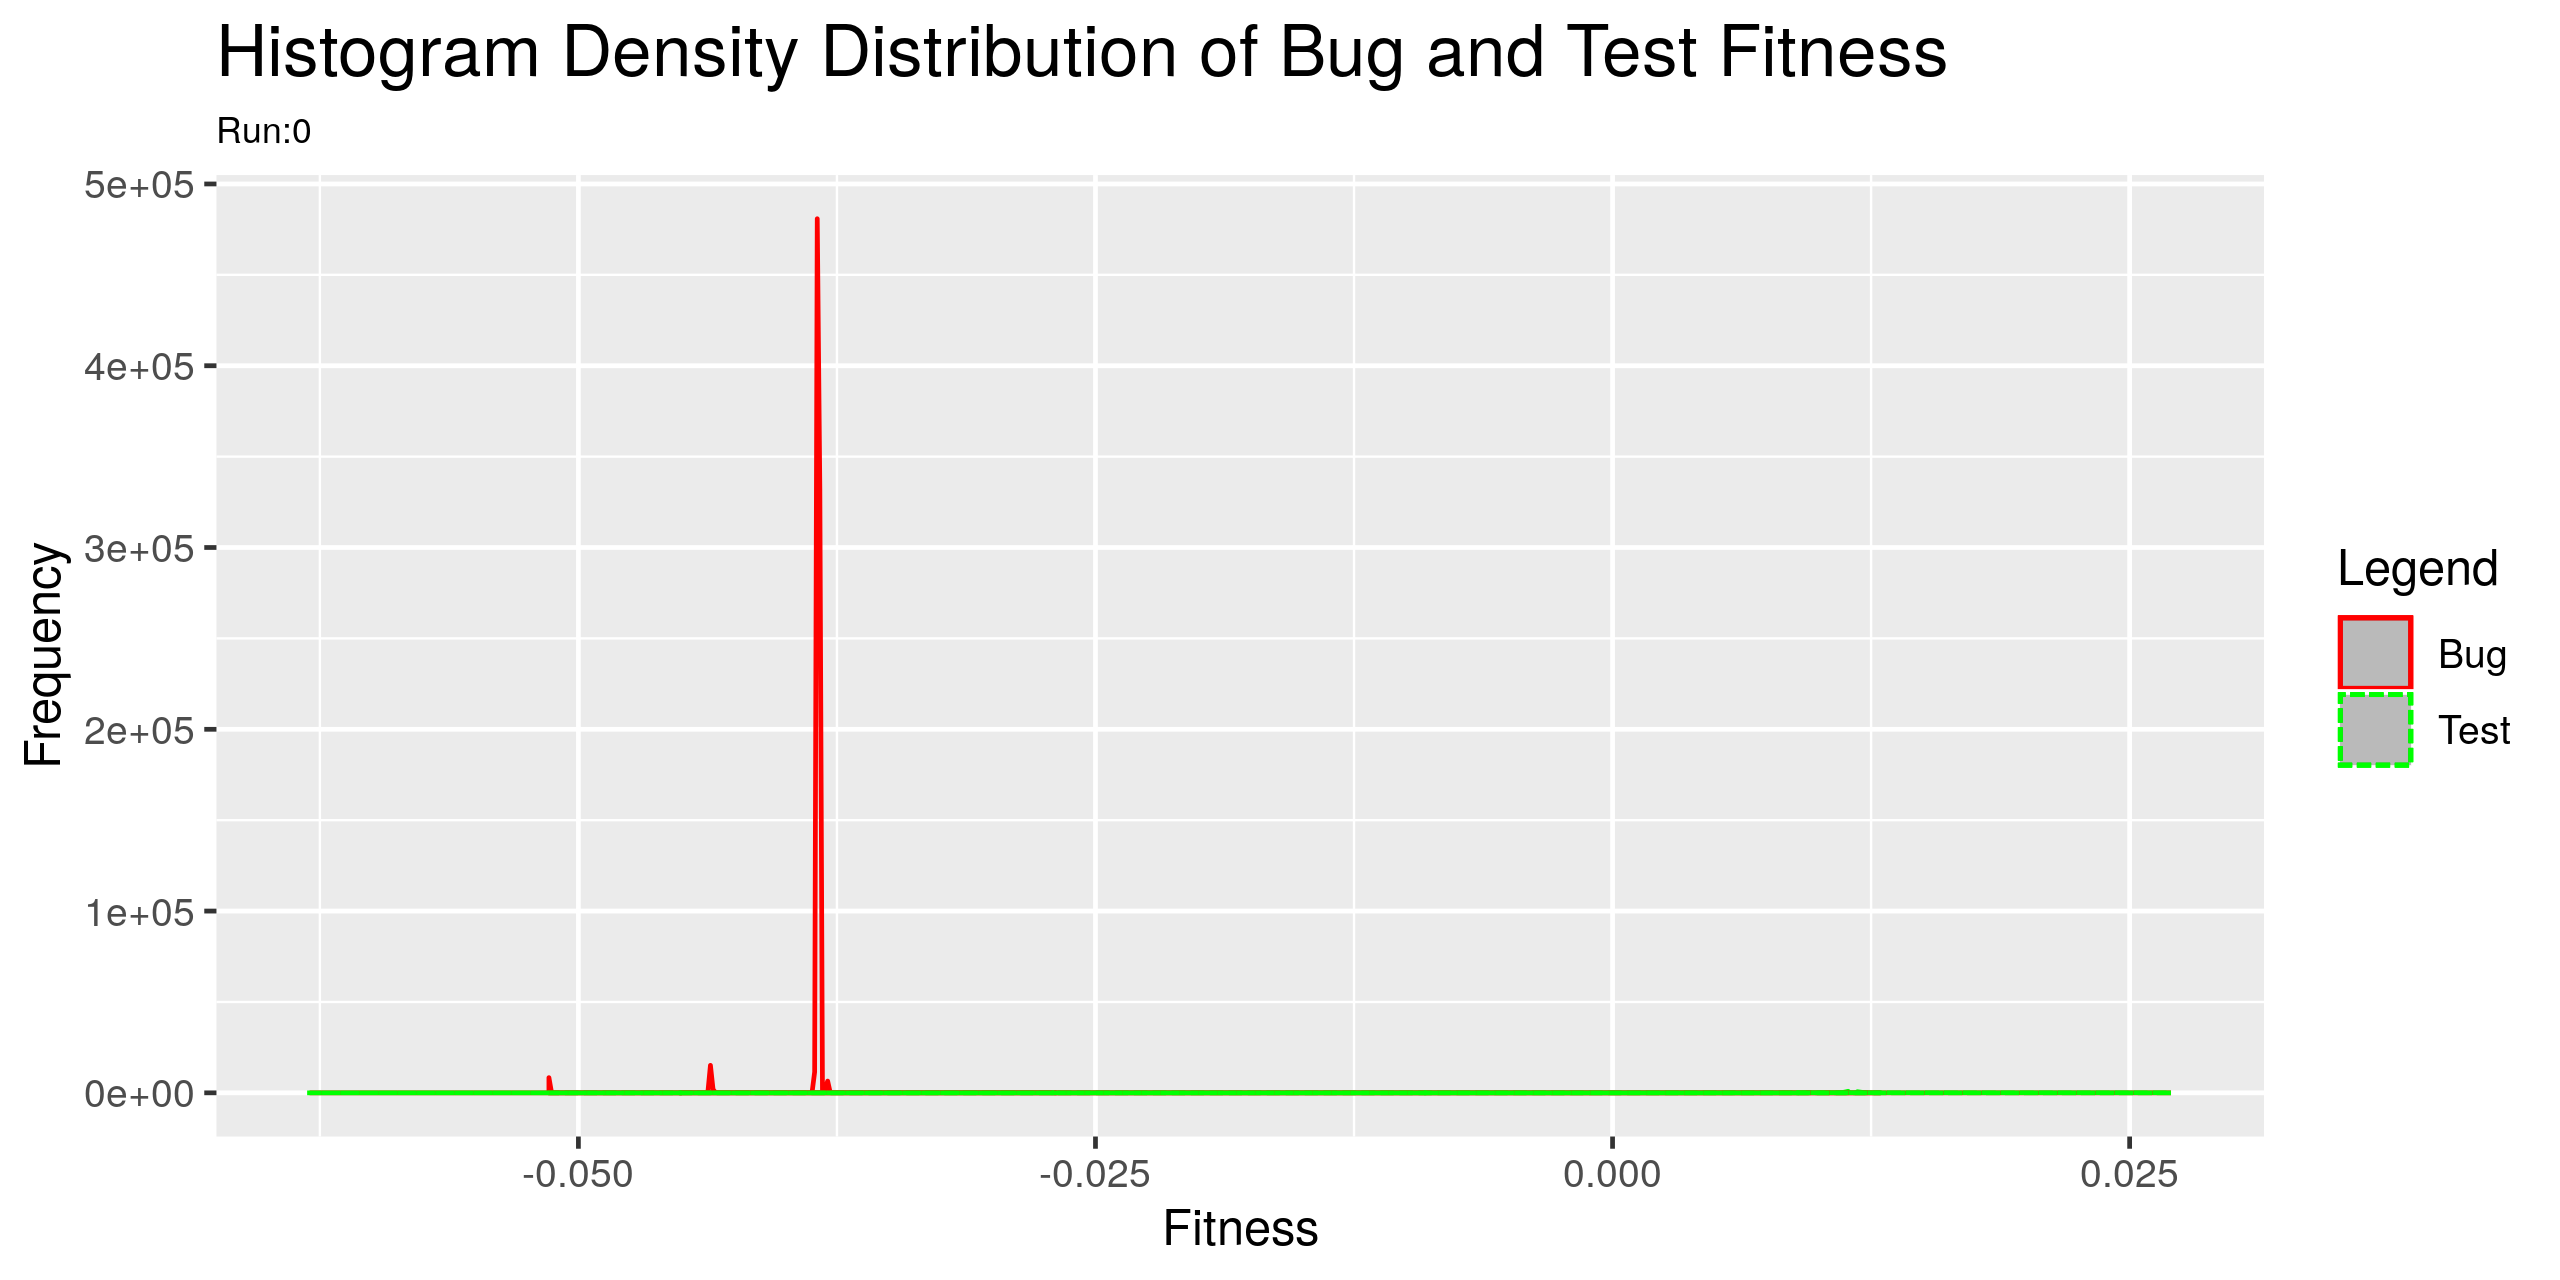 Histogram Density Distribution of Bug and Test Fitness
Run:0
5e+05
4e+05
3e+05
2e+05
1e+05
0e+00
Frequency
-0.050
-0.025
0.000
0.025
Fitness
Legend
Bug
Test